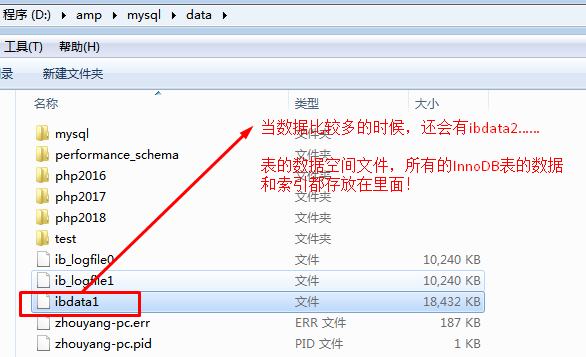 程序 (D:) ▸ amp ▸ mysql ▸ data ▸
工具(T) 帮助(H)
录 新建文件夹
名称 类型 大小
当数据比较多的时候，还会有ibdata2……
mysql 文件夹
performance_schema 文件夹
表的数据空间文件，所有的InnoDB表的数据
php2016 文件夹
和索引都存放在里面！
php2017 文件夹
php2018 文件夹
test 文件夹
ib_logfile0 文件 10,240 KB
ib_logfile1 文件 10,240 KB
ibdata1 文件 18,432 KB
zhouyang-pc.err ERR 文件 187 KB
zhouyang-pc.pid PID 文件 1 KB